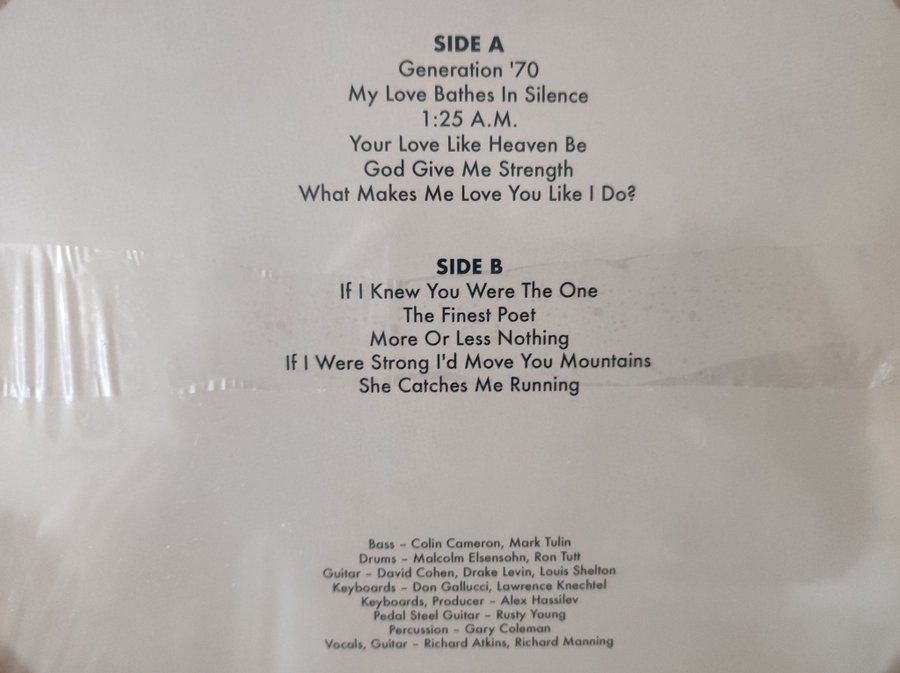 SIDE A
Generation '70
My Love Bathes In Silence
1:25 A.M.
Your Love Like Heaven Be
God Give Me Strength
What Makes Me Love You Like I Do?
SIDE B
If I Knew You Were The One
The Finest Poet
More Or Less Nothing
If I Were Strong I'd Move You Mountains
She Catches Me Running
Bass – Colin Cameron, Mark Tulin
Drums – Malcolm Elsensohn, Ron Tutt
Guitar – David Cohen, Drake Levin, Louis Shelton
Keyboards – Don Gallucci, Lawrence Knechtel
Keyboards, Producer – Alex Hassilev
Pedal Steel Guitar – Rusty Young
Percussion – Gary Coleman
Vocals, Guitar – Richard Atkins, Richard Manning